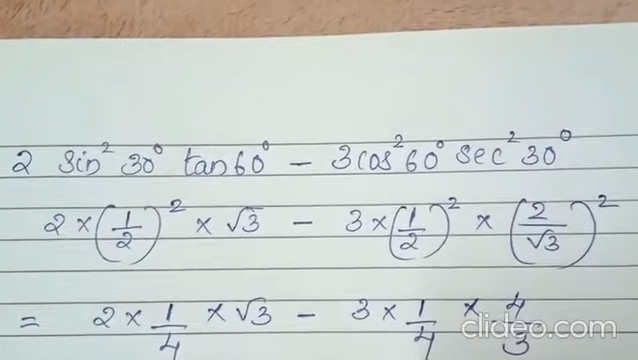 2 sin² 30° tan 60° − 3 cos² 60° sec² 30°
2 × (1/2)² × √3 − 3 × (1/2)² × (2/√3)²
= 2 × 1/4 × √3 − 3 × 1/4 × 4/3
clideo.com